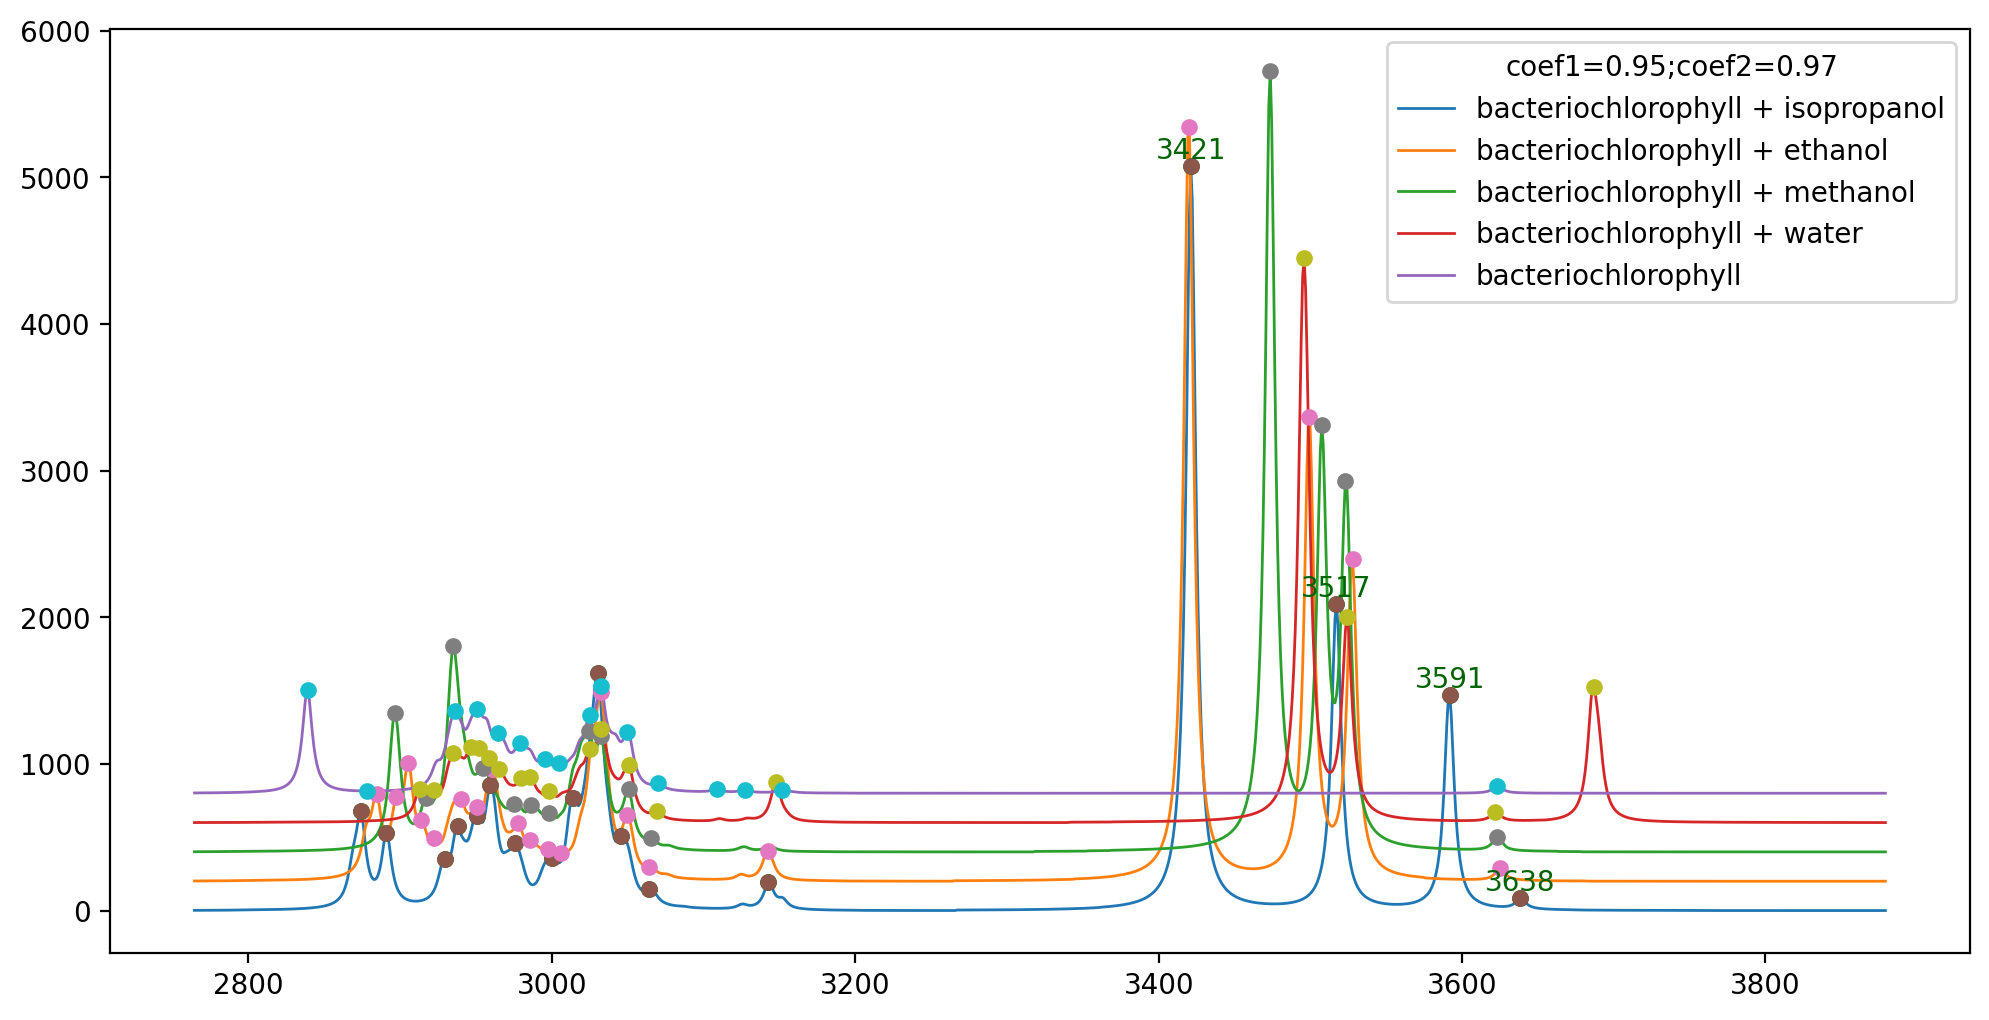 6000
5000
4000
3000
2000
1000
0
2800
3000
3200
3400
3600
3800
coef1=0.95;coef2=0.97
bacteriochlorophyll + isopropanol
bacteriochlorophyll + ethanol
bacteriochlorophyll + methanol
bacteriochlorophyll + water
bacteriochlorophyll
3421
3517
3591
3638